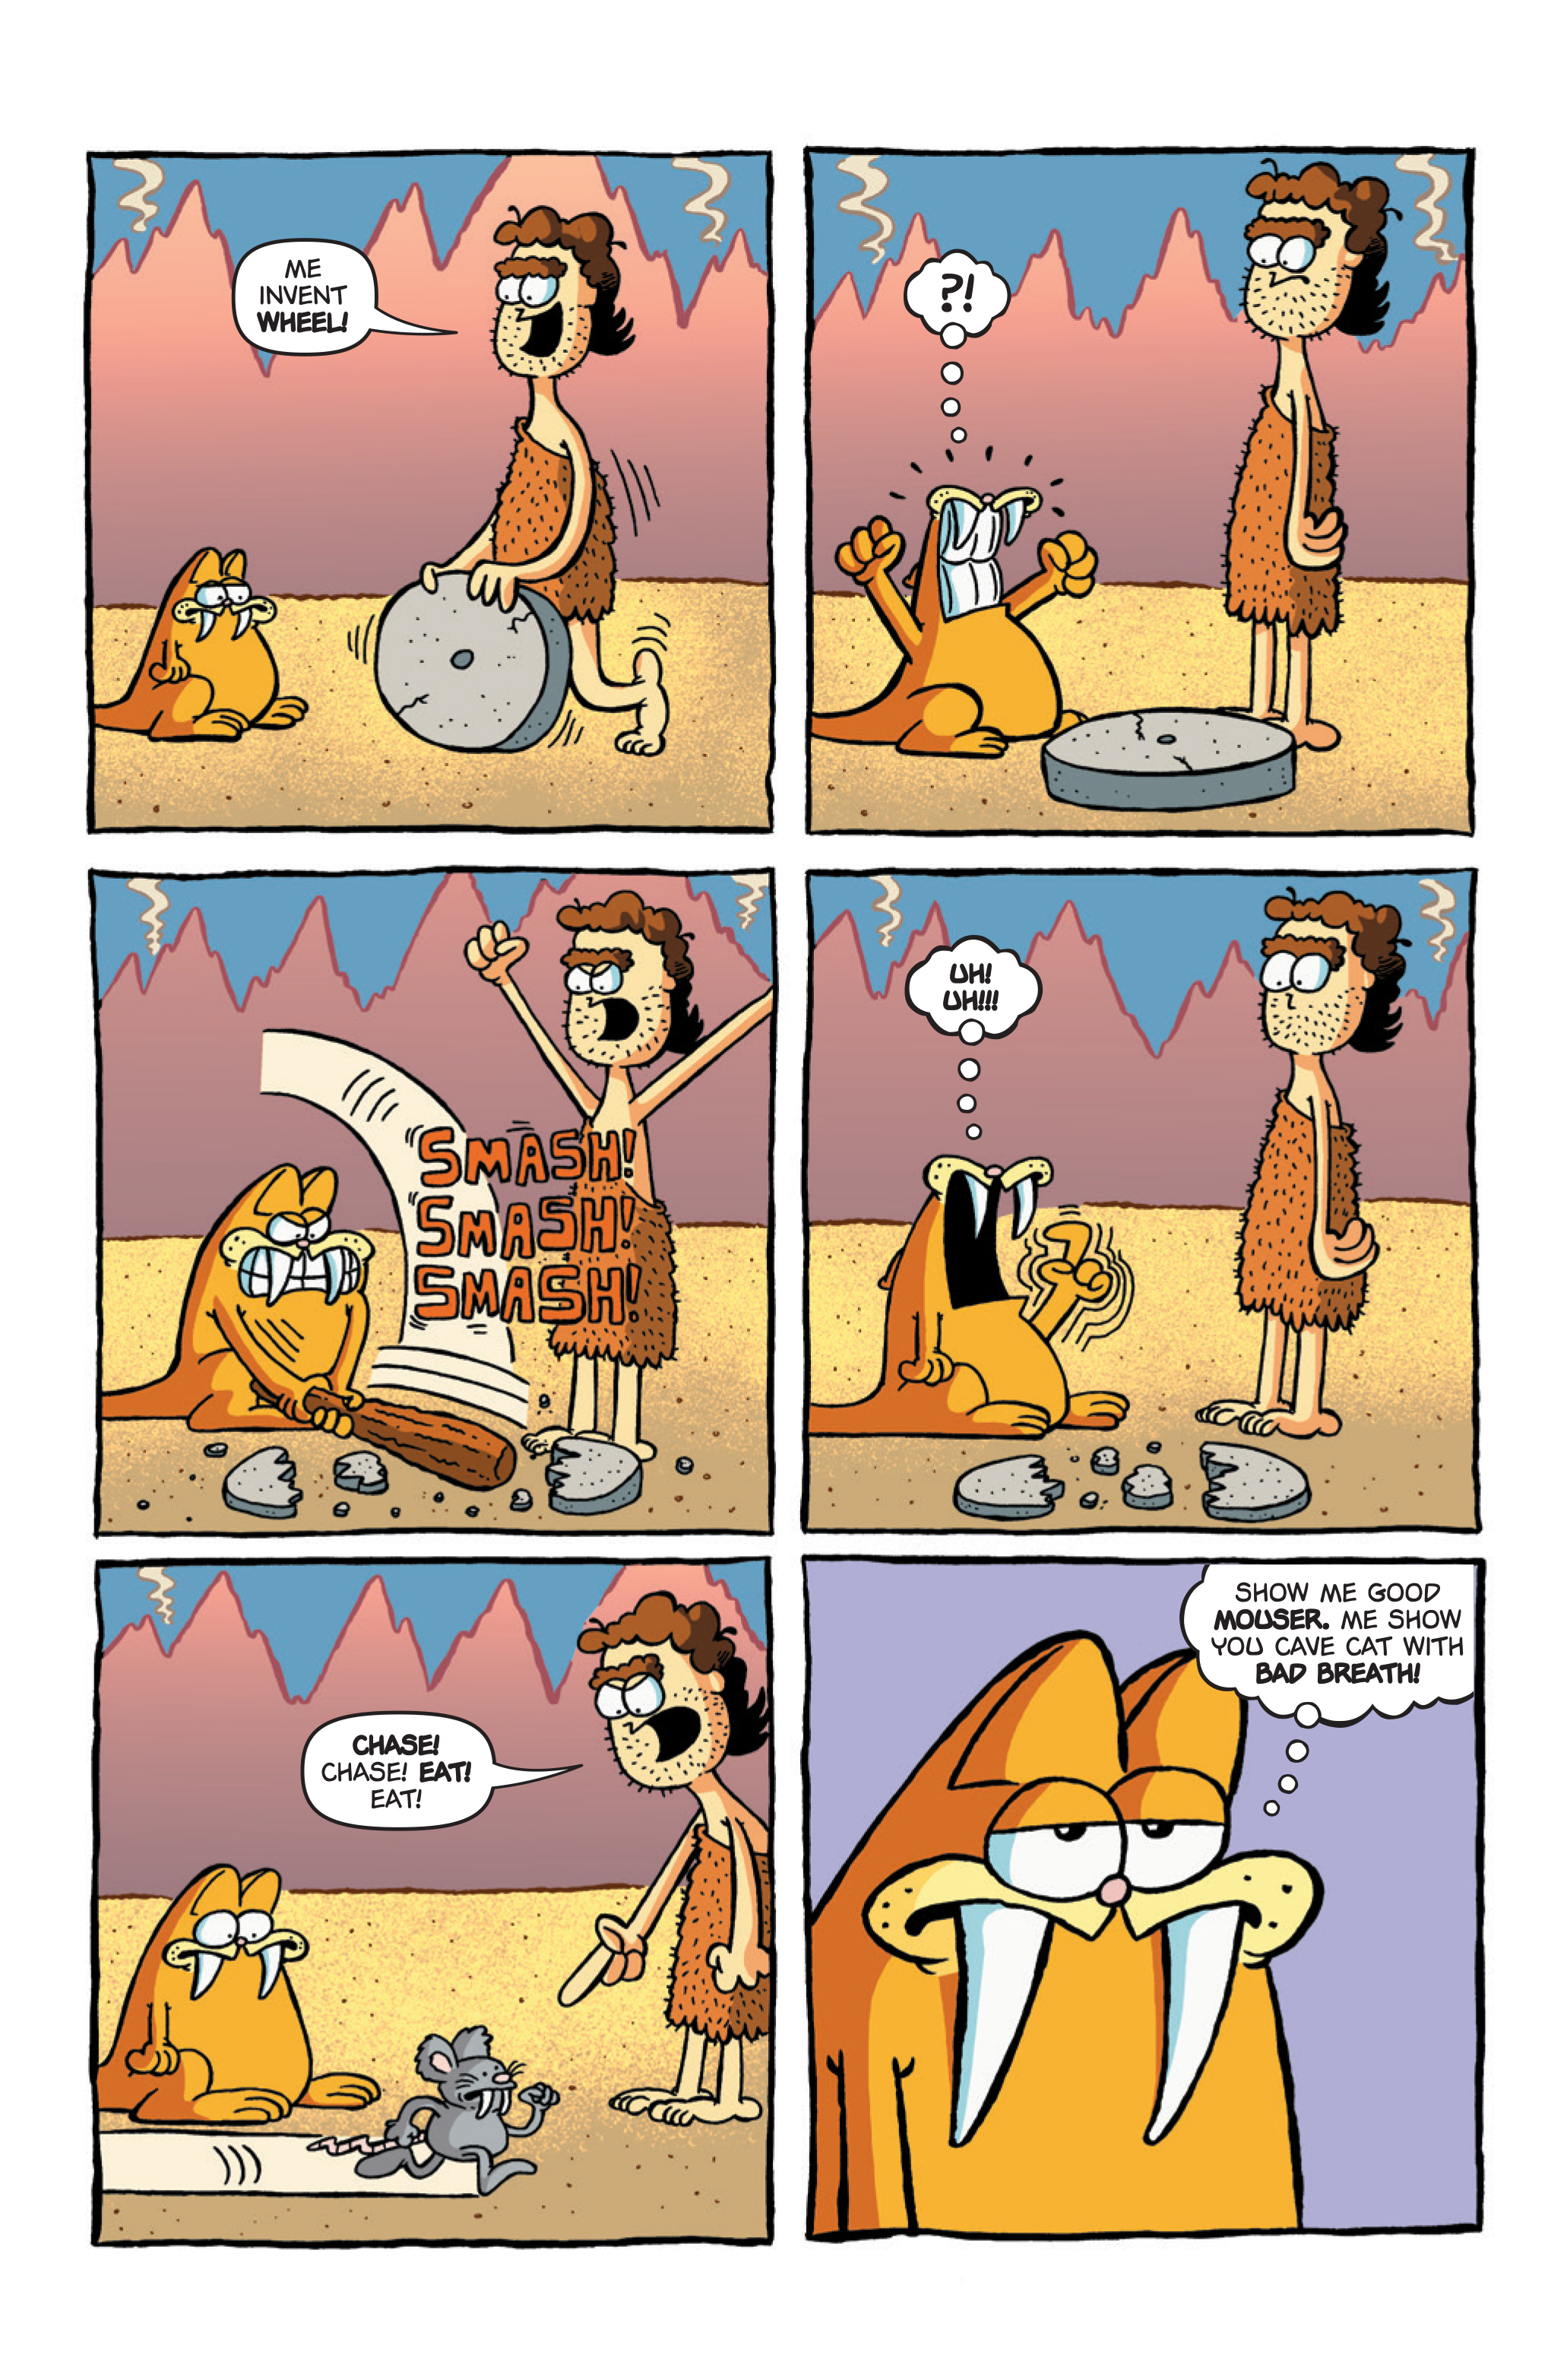 ME
INVENT
WHEEL!
?!
SMASH!
SMASH!
SMASH!
UH!
UH!!!
CHASE!
CHASE! EAT!
EAT!
SHOW ME GOOD
MOUSER. ME SHOW
YOU CAVE CAT WITH
BAD BREATH!